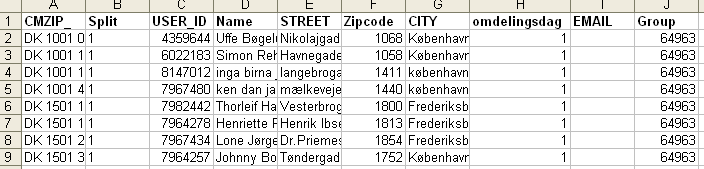 A B C D E F G H I J
1 CMZIP_ Split USER_ID Name STREET Zipcode CITY omdelingsdag EMAIL Group
2 DK 1001 0 1 4359644 Uffe Bøgelu Nikolajgad 1068 København 1 64963
3 DK 1001 1 1 6022183 Simon Reh Havnegade 1058 København 1 64963
4 DK 1001 1 1 8147012 inga birna j langebroga 1411 københavn 1 64963
5 DK 1001 4 1 7967480 ken dan ja mælkeveje 1440 københavn 1 64963
6 DK 1501 1 1 7982442 Thorleif Ha Vesterbrog 1800 Frederiksb 1 64963
7 DK 1501 1 1 7964278 Henriette F Henrik Ibse 1813 Frederiksb 1 64963
8 DK 1501 2 1 7967434 Lone Jørge Dr.Priemes 1854 Frederiksb 1 64963
9 DK 1501 3 1 7964257 Johnny Bo Tøndergad 1752 København 1 64963